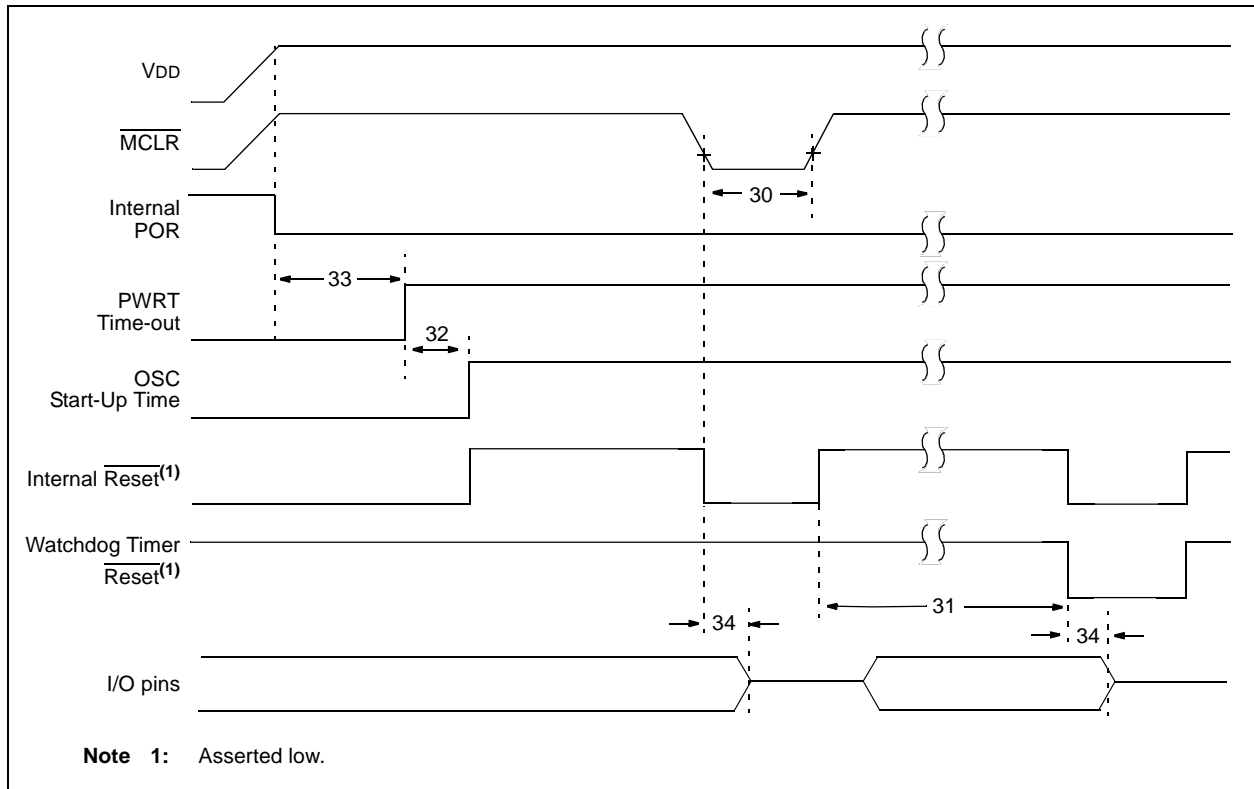 VDD
MCLR
30
Internal
POR
33
PWRT
Time-out
32
OSC
Start-Up Time
Internal Reset(1)
Watchdog Timer
Reset(1)
31
34
34
I/O pins
Note 1: Asserted low.